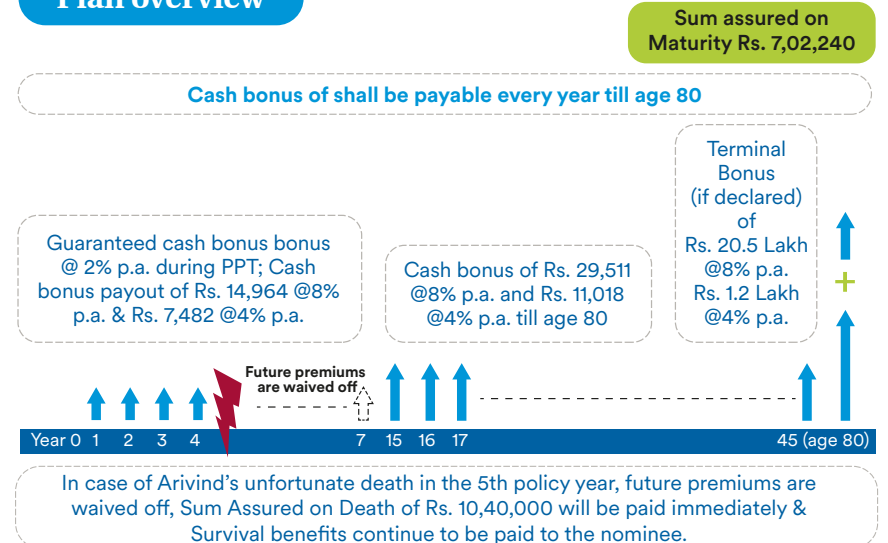 Plan overview
Sum assured on
Maturity Rs. 7,02,240
Cash bonus of shall be payable every year till age 80
Terminal
Bonus
(if declared)
of
Rs. 20.5 Lakh
@8% p.a.
Rs. 1.2 Lakh
@4% p.a.
Guaranteed cash bonus bonus
@ 2% p.a. during PPT; Cash
bonus payout of Rs. 14,964 @8%
p.a. & Rs. 7,482 @4% p.a.
Cash bonus of Rs. 29,511
@8% p.a. and Rs. 11,018
@4% p.a. till age 80
+
Future premiums
are waived off
Year 0 1 2 3 4 7 15 16 17 45 (age 80)
In case of Arivind’s unfortunate death in the 5th policy year, future premiums are
waived off, Sum Assured on Death of Rs. 10,40,000 will be paid immediately &
Survival benefits continue to be paid to the nominee.